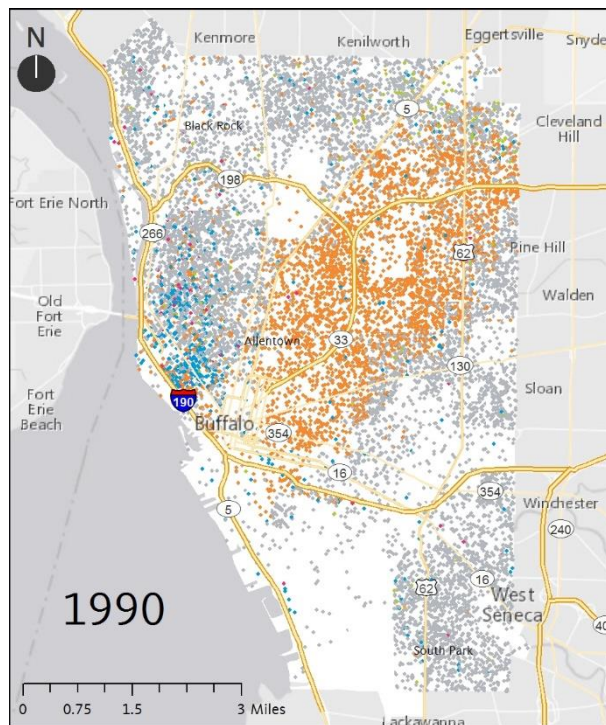 N
Kenmore
Kenilworth
Eggertsville
Snyde
5
Cleveland
Hill
Black Rock
198
Fort Erie North
266
62
Pine Hill
Old
Fort
Erie
Walden
Allentown
33
130
Fort
Erie
Beach
190
Sloan
Buffalo
354
16
354
Winchester
5
240
62
16
West
Seneca
40
1990
South Park
0 0.75 1.5 3 Miles
Lackawanna